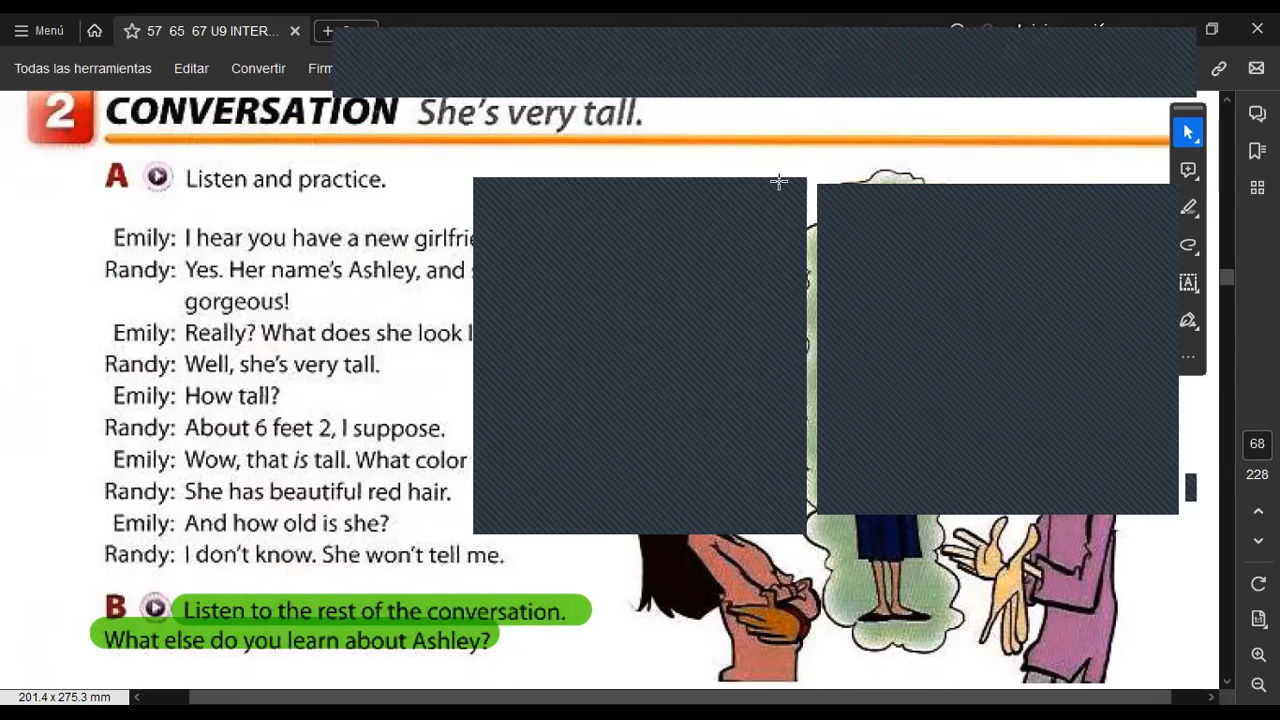 Menú
57 65 67 U9 INTER...
Todas las herramientas Editar Convertir Firm
2 CONVERSATION She's very tall.
A Listen and practice.
Emily: I hear you have a new
Randy: Yes. Her name's Ashley, and
gorgeous!
Emily: Really? What does she look
Randy: Well, she's very tall.
Emily: How tall?
Randy: About 6 feet 2, I suppose.
Emily: Wow, that is tall. What color
Randy: She has beautiful red hair.
Emily: And how old is she?
Randy: I don't know. She won't tell me.
B Listen to the rest of the conversation.
What else do you learn about Ashley?
68
228
201.4 x 275.3 mm